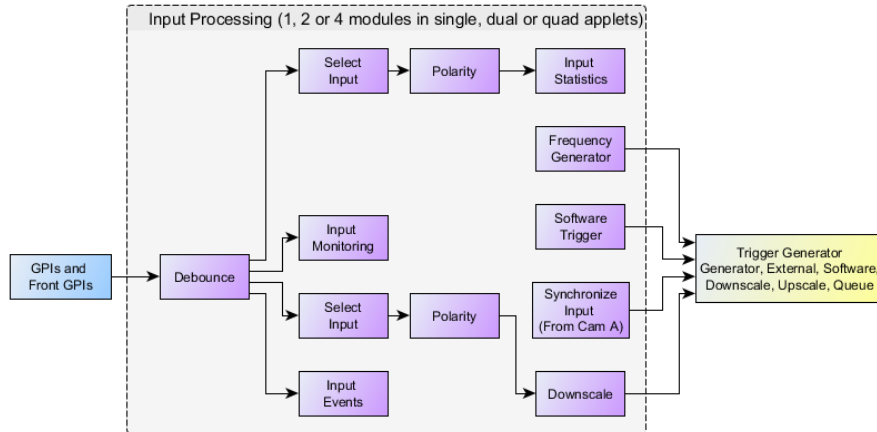 Input Processing (1, 2 or 4 modules in single, dual or quad applets)
Select
Input
Polarity
Input
Statistics
Frequency
Generator
Input
Monitoring
Software
Trigger
GPIs and
Front GPIs
Debounce
Trigger Generator
Generator, External, Software,
Downscale, Upscale, Queue
Select
Input
Polarity
Synchronize
Input
(From Cam A)
Input
Events
Downscale